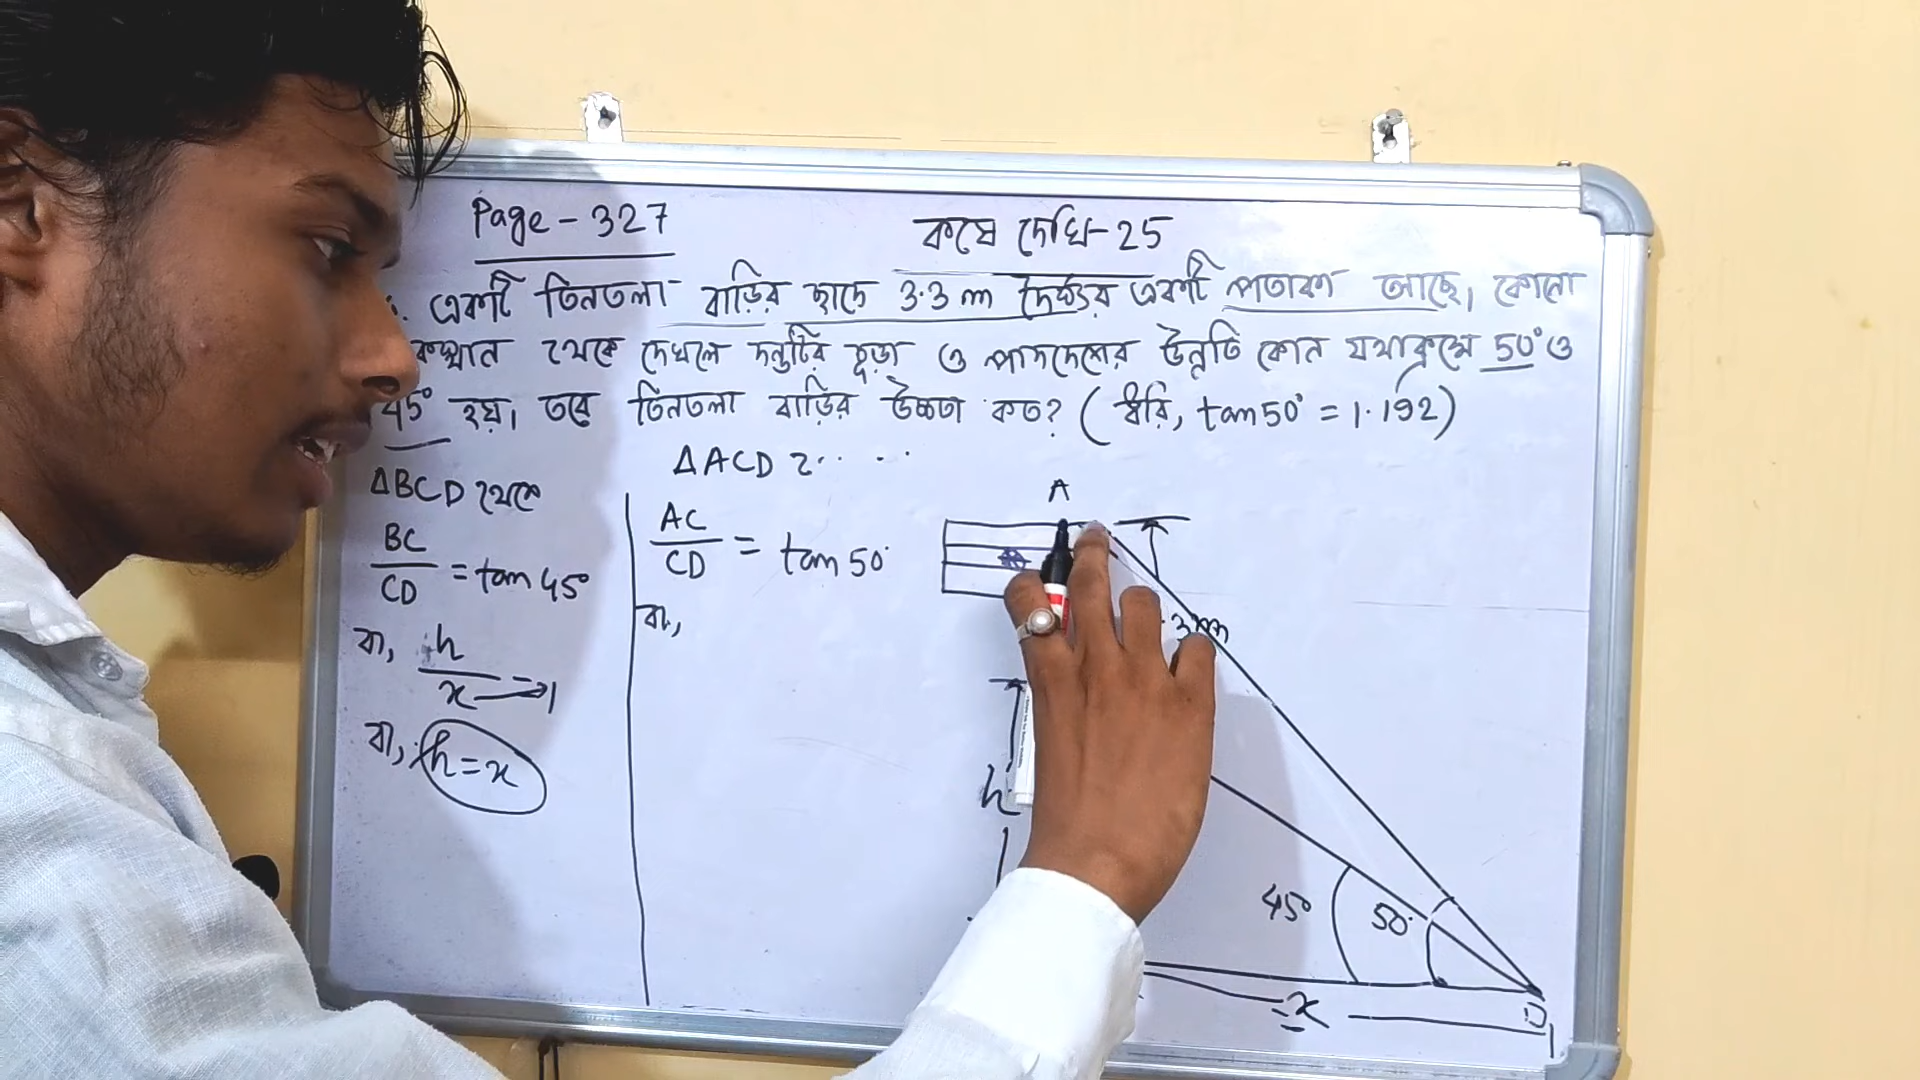 Page - 327
কষে দেখি-25
একটি তিনতলা বাড়ির ছাদে 3.3 m দৈর্ঘ্যের একটি পতাকা আছে। কোনো
থেকে দেখলে দন্ডটির চূড়া ও পাদদেশের উন্নতি কোন যথাক্রমে 50° ও
45° হয়। তবে তিনতলা বাড়ির উচ্চতা কত? (ধরি, tan 50° = 1.192)
ΔBCD থেকে
BC/CD = tan 45°
বা, h/x = 1
বা, h = x
ΔACD
AC/CD = tan 50°
বা,
A
h
45°
50°
x
D